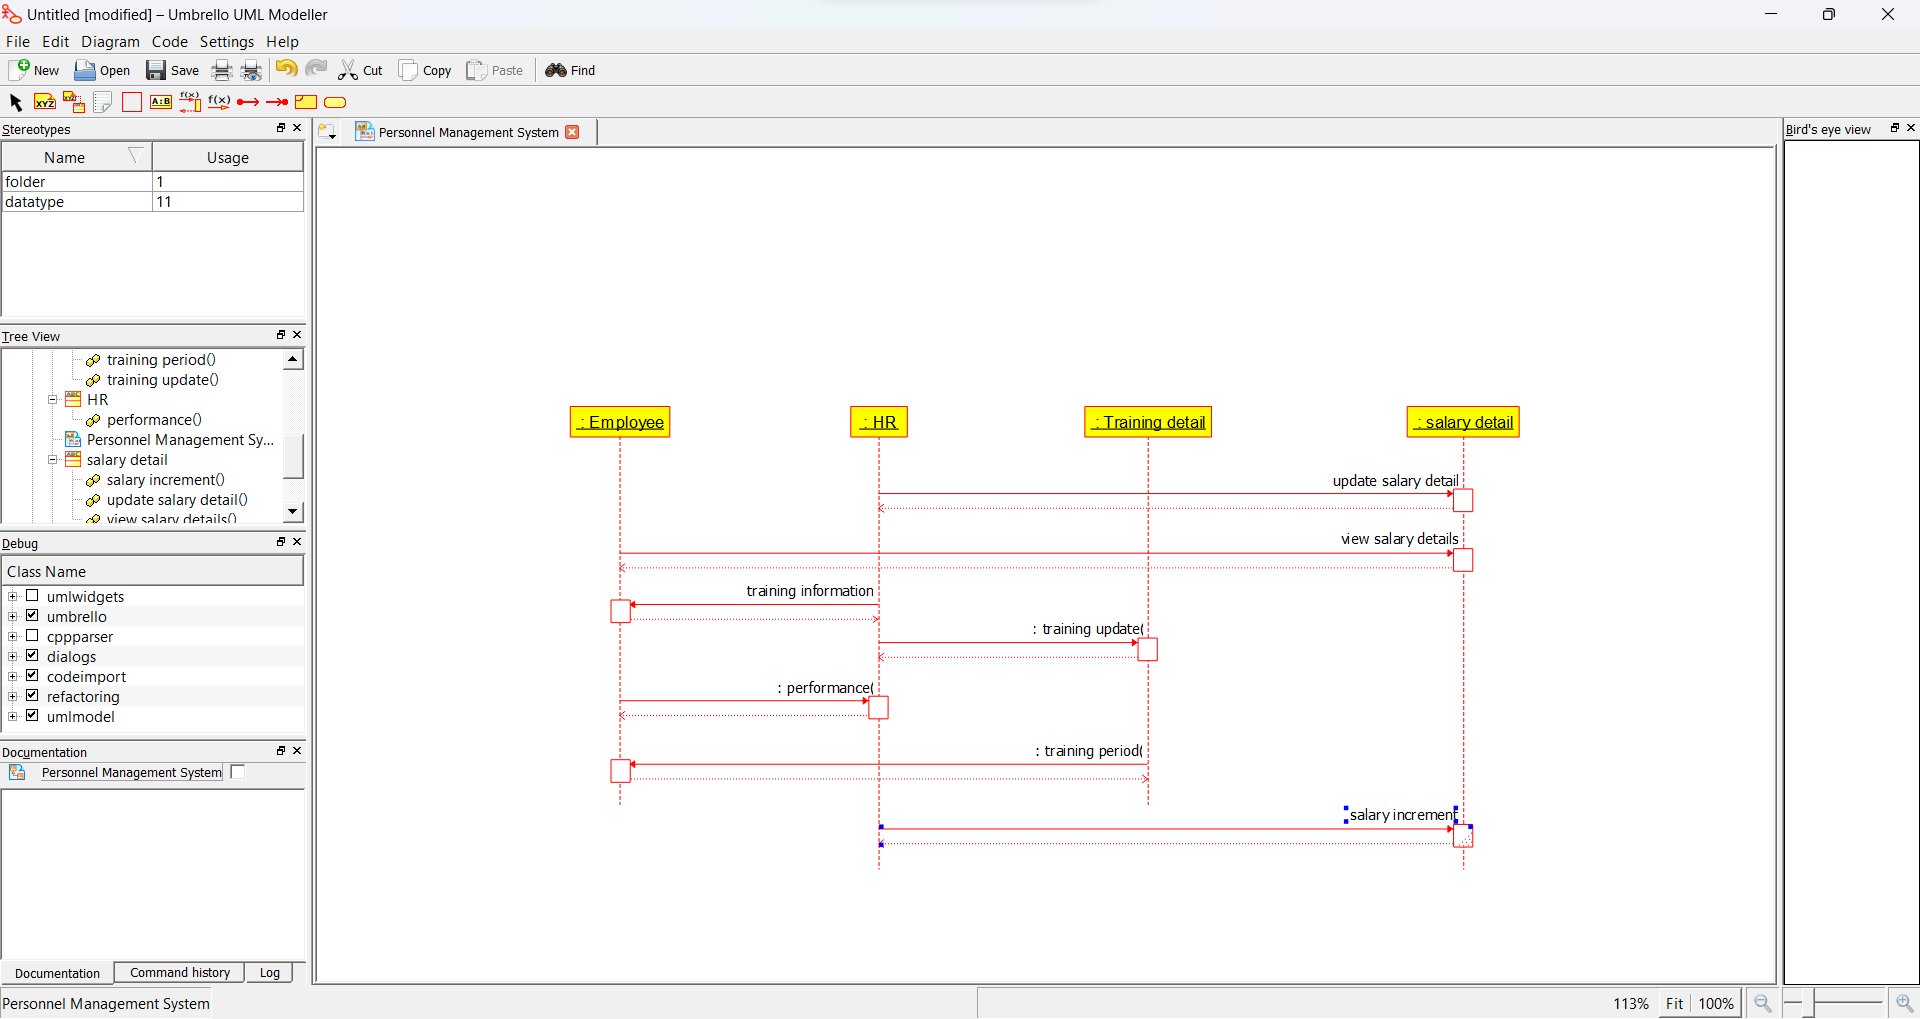 Untitled [modified] – Umbrello UML Modeller
File Edit Diagram Code Settings Help
New Open Save Cut Copy Paste Find
XYZ XYZ A:B f(x) f(x)
Stereotypes
Name Usage
folder 1
datatype 11
Tree View
training period()
training update()
HR
performance()
Personnel Management Sy...
salary detail
salary increment()
update salary detail()
view salary details()
Debug
Class Name
umlwidgets
umbrello
cppparser
dialogs
codeimport
refactoring
umlmodel
Documentation
Personnel Management System
Documentation Command history Log
Personnel Management System
Personnel Management System
: Employee : HR : Training detail : salary detail
update salary detail
view salary details
training information
: training update(
: performance(
: training period(
salary increment
Bird's eye view
113% Fit 100%